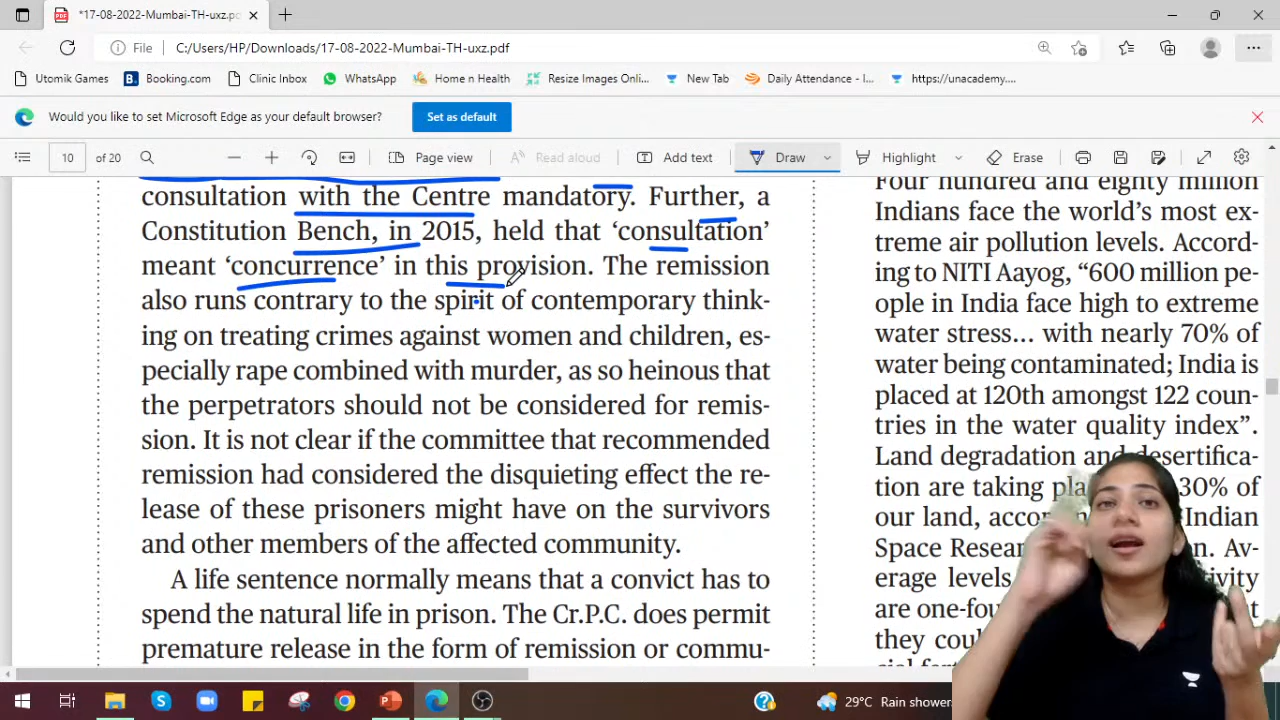 *17-08-2022-Mumbai-TH-uxz.pd
File
C:/Users/HP/Downloads/17-08-2022-Mumbai-TH-uxz.pdf
Utomik Games
Booking.com
Clinic Inbox
WhatsApp
Home n Health
Resize Images Onli...
New Tab
Daily Attendance - I...
https://unacademy....
Would you like to set Microsoft Edge as your default browser?
Set as default
10
of 20
Page view
Read aloud
Add text
Draw
Highlight
Erase
consultation with the Centre mandatory. Further, a
Constitution Bench, in 2015, held that ‘consultation’
meant ‘concurrence’ in this provision. The remission
also runs contrary to the spirit of contemporary think-
ing on treating crimes against women and children, es-
pecially rape combined with murder, as so heinous that
the perpetrators should not be considered for remis-
sion. It is not clear if the committee that recommended
remission had considered the disquieting effect the re-
lease of these prisoners might have on the survivors
and other members of the affected community.
A life sentence normally means that a convict has to
spend the natural life in prison. The Cr.P.C. does permit
premature release in the form of remission or commu-
Four hundred and eighty million
Indians face the world’s most ex-
treme air pollution levels. Accord-
ing to NITI Aayog, “600 million pe-
ople in India face high to extreme
water stress... with nearly 70% of
water being contaminated; India is
placed at 120th amongst 122 coun-
tries in the water quality index”.
Land degradation and desertifica-
tion are taking 30% of
our land, Indian
Space Av-
erage levels
are one-
they
29°C
Rain showers